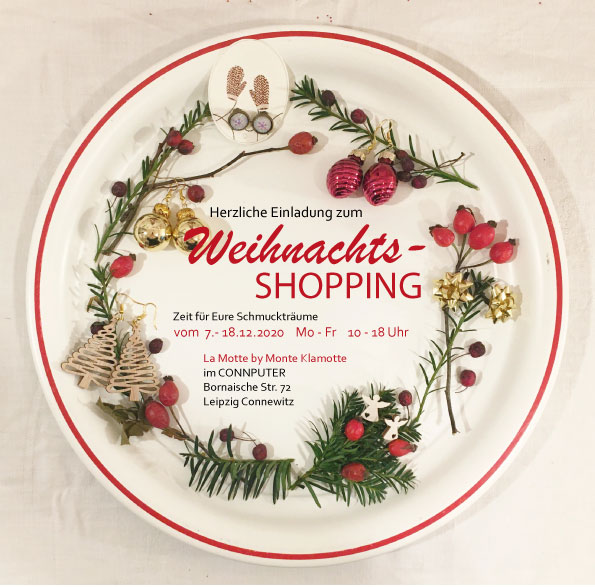 Herzliche Einladung zum
Weihnachts-
SHOPPING
Zeit für Eure Schmuckträume
vom 7.- 18.12.2020 Mo - Fr 10 - 18 Uhr
La Motte by Monte Klamotte
im CONNPUTER
Bornaische Str. 72
Leipzig Connewitz